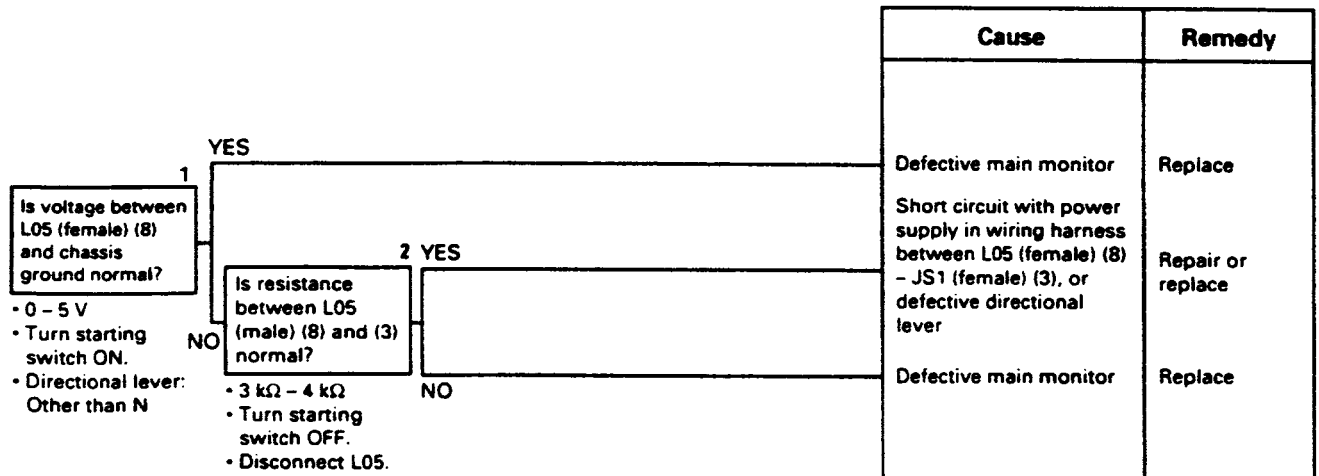 Cause
Remedy
YES
1
Is voltage between
L05 (female) (8)
and chassis
ground normal?
• 0 – 5 V
• Turn starting
switch ON.
• Directional lever:
Other than N
NO
2 YES
Is resistance
between L05
(male) (8) and (3)
normal?
• 3 kΩ – 4 kΩ
• Turn starting
switch OFF.
• Disconnect L05.
NO
Defective main monitor
Replace
Short circuit with power
supply in wiring harness
between L05 (female) (8)
– JS1 (female) (3), or
defective directional
lever
Repair or
replace
Defective main monitor
Replace